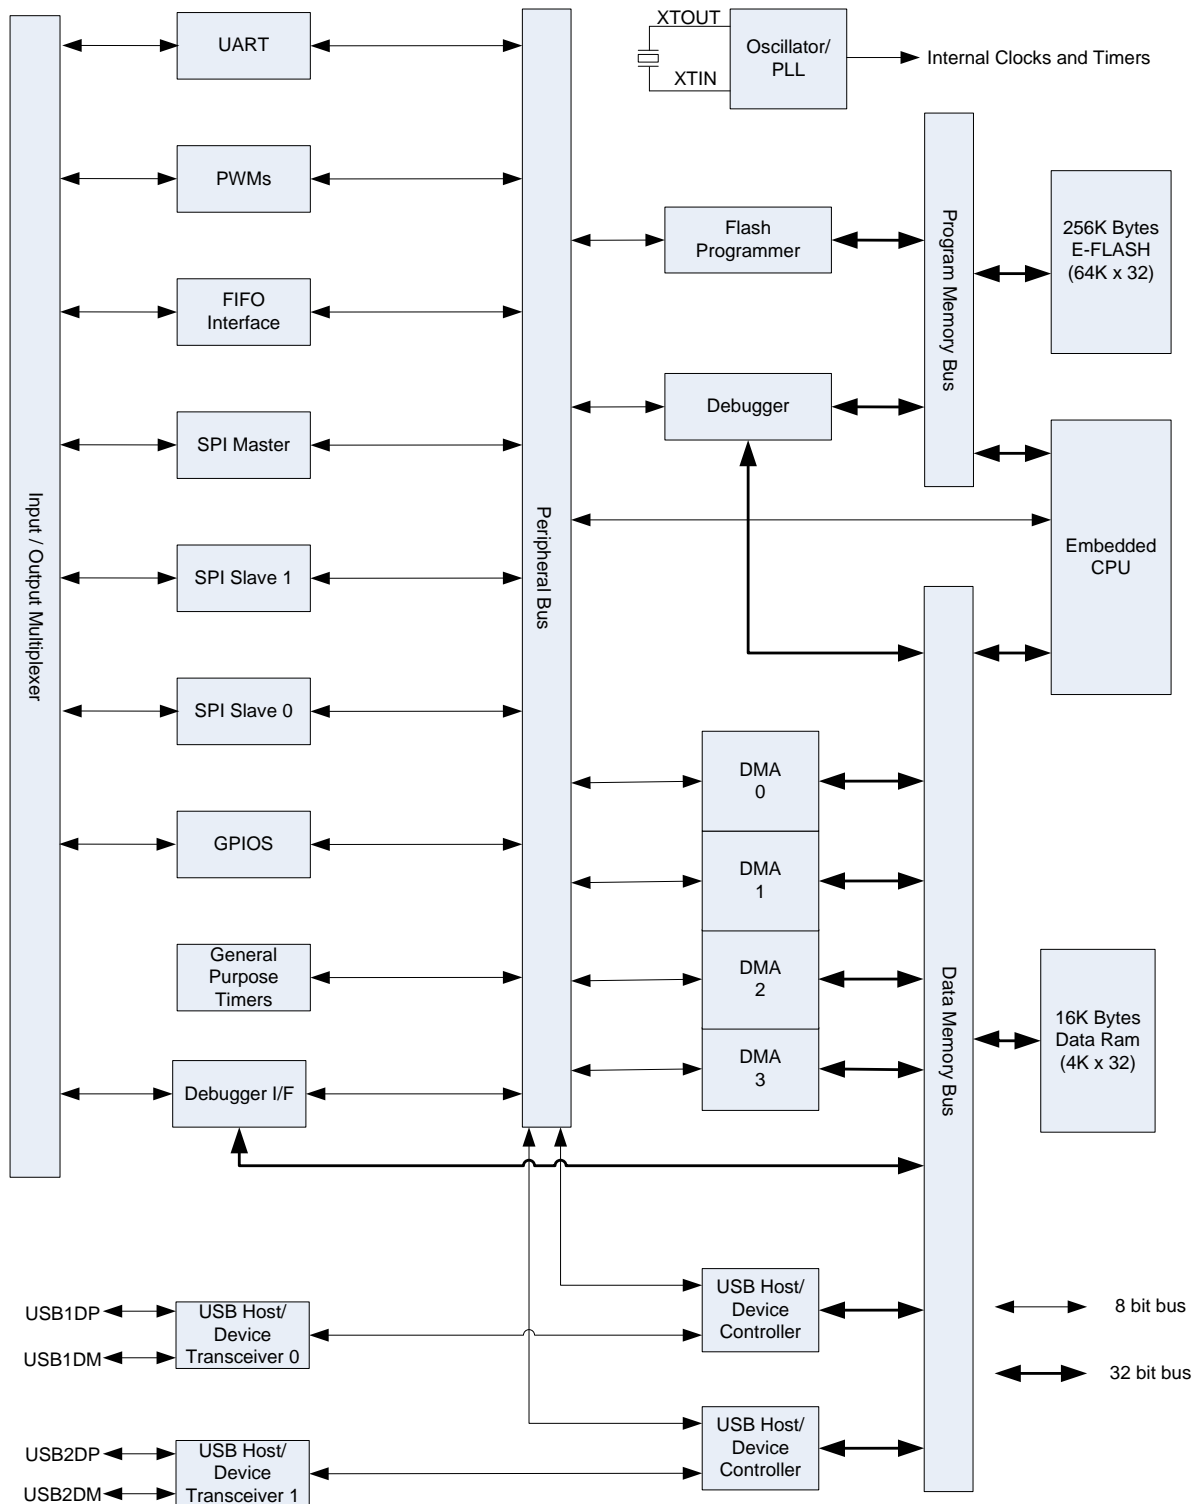 XTOUT
XTIN
Oscillator/
PLL
Internal Clocks and Timers
UART
PWMs
FIFO
Interface
SPI Master
SPI Slave 1
SPI Slave 0
GPIOS
General
Purpose
Timers
Debugger I/F
Input / Output Multiplexer
Peripheral Bus
Flash
Programmer
Debugger
Program Memory Bus
256K Bytes
E-FLASH
(64K x 32)
Embedded
CPU
DMA
0
DMA
1
DMA
2
DMA
3
Data Memory Bus
16K Bytes
Data Ram
(4K x 32)
USB1DP
USB1DM
USB Host/
Device
Transceiver 0
USB Host/
Device
Controller
8 bit bus
32 bit bus
USB2DP
USB2DM
USB Host/
Device
Transceiver 1
USB Host/
Device
Controller